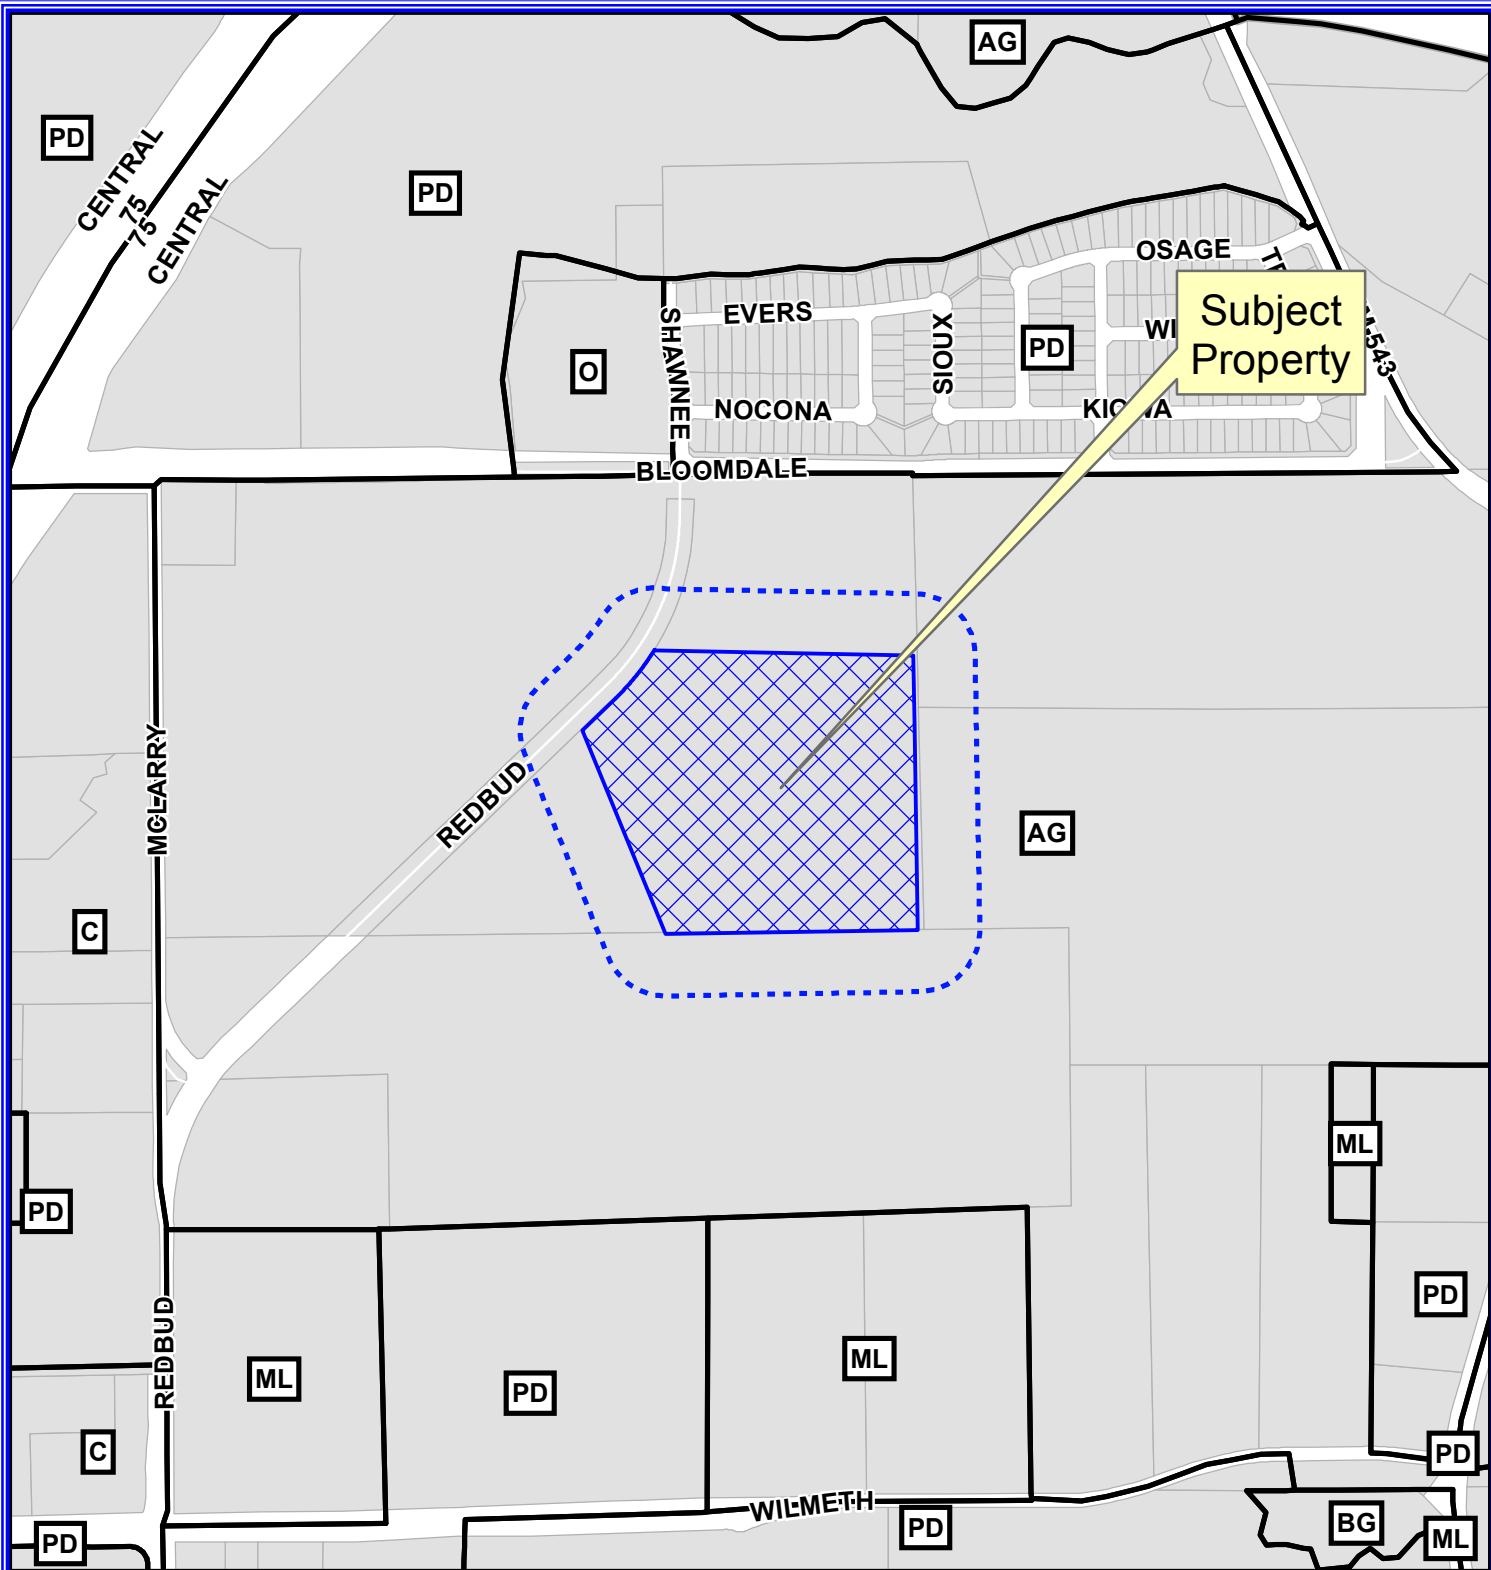 AG
PD
CENTRAL
75
75
CENTRAL
PD
OSAGE
EVERS
SHAWNEE
SIOUX
PD
Subject
Property
O
NOCONA
BLOOMDALE
MCLARRY
REDBUD
AG
C
ML
PD
PD
REDBUD
ML
PD
ML
C
PD
WILMETH
PD
BG
ML
PD